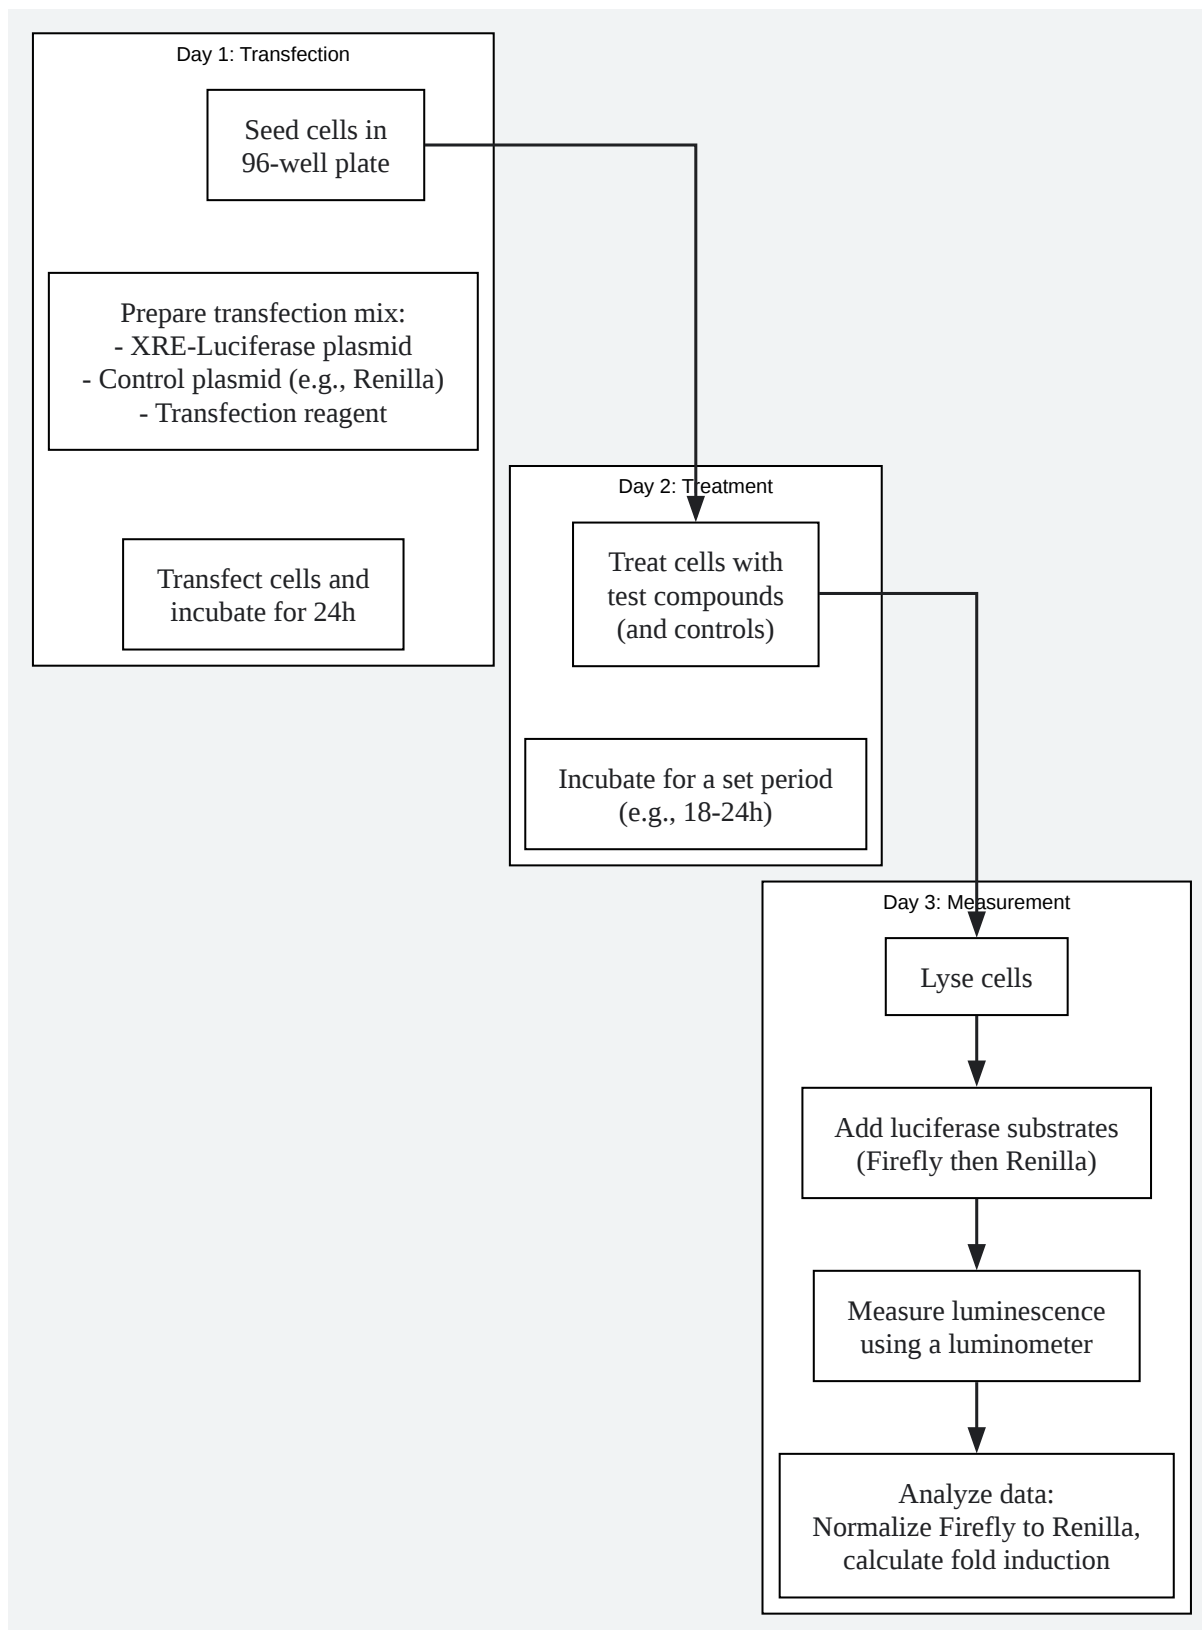 Day 1: Transfection
Seed cells in
96-well plate
Prepare transfection mix:
- XRE-Luciferase plasmid
- Control plasmid (e.g., Renilla)
- Transfection reagent
Transfect cells and
incubate for 24h
Day 2: Treatment
Treat cells with
test compounds
(and controls)
Incubate for a set period
(e.g., 18-24h)
Day 3: Measurement
Lyse cells
Add luciferase substrates
(Firefly then Renilla)
Measure luminescence
using a luminometer
Analyze data:
Normalize Firefly to Renilla,
calculate fold induction